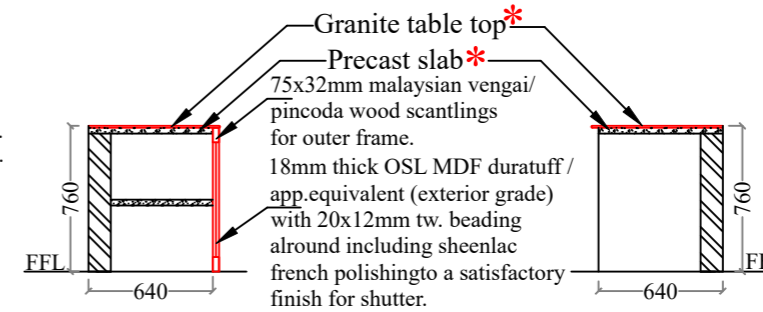 Granite table top*
Precast slab*
75x32mm malaysian vengai/
pincoda wood scantlings
for outer frame.
18mm thick OSL MDF duratuff /
app.equivalent (exterior grade)
with 20x12mm tw. beading
alround including sheenlac
french polishingto a satisfactory
finish for shutter.
760
FFL
640
760
640